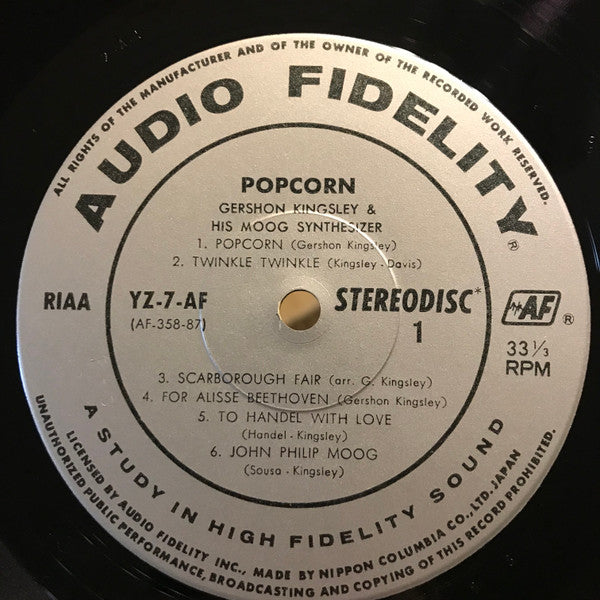 ALL RIGHTS OF THE MANUFACTURER AND OF THE OWNER OF THE RECORDED WORK RESERVED.
AUDIO FIDELITY®
POPCORN
GERSHON KINGSLEY &
HIS MOOG SYNTHESIZER
1. POPCORN (Gershon Kingsley)
2. TWINKLE TWINKLE (Kingsley-Davis)
RIAA YZ-7-AF STEREODISC* AF®
(AF-358-87) 1 33⅓
RPM
3. SCARBOROUGH FAIR (arr. G. Kingsley)
4. FOR ALISSE BEETHOVEN (Gershon Kingsley)
5. TO HANDEL WITH LOVE
(Handel-Kingsley)
6. JOHN PHILIP MOOG
(Sousa-Kingsley)
A STUDY IN HIGH FIDELITY SOUND
LICENSED BY AUDIO FIDELITY INC., MADE BY NIPPON COLUMBIA CO., LTD. JAPAN
UNAUTHORIZED PUBLIC PERFORMANCE, BROADCASTING AND COPYING OF THIS RECORD PROHIBITED.